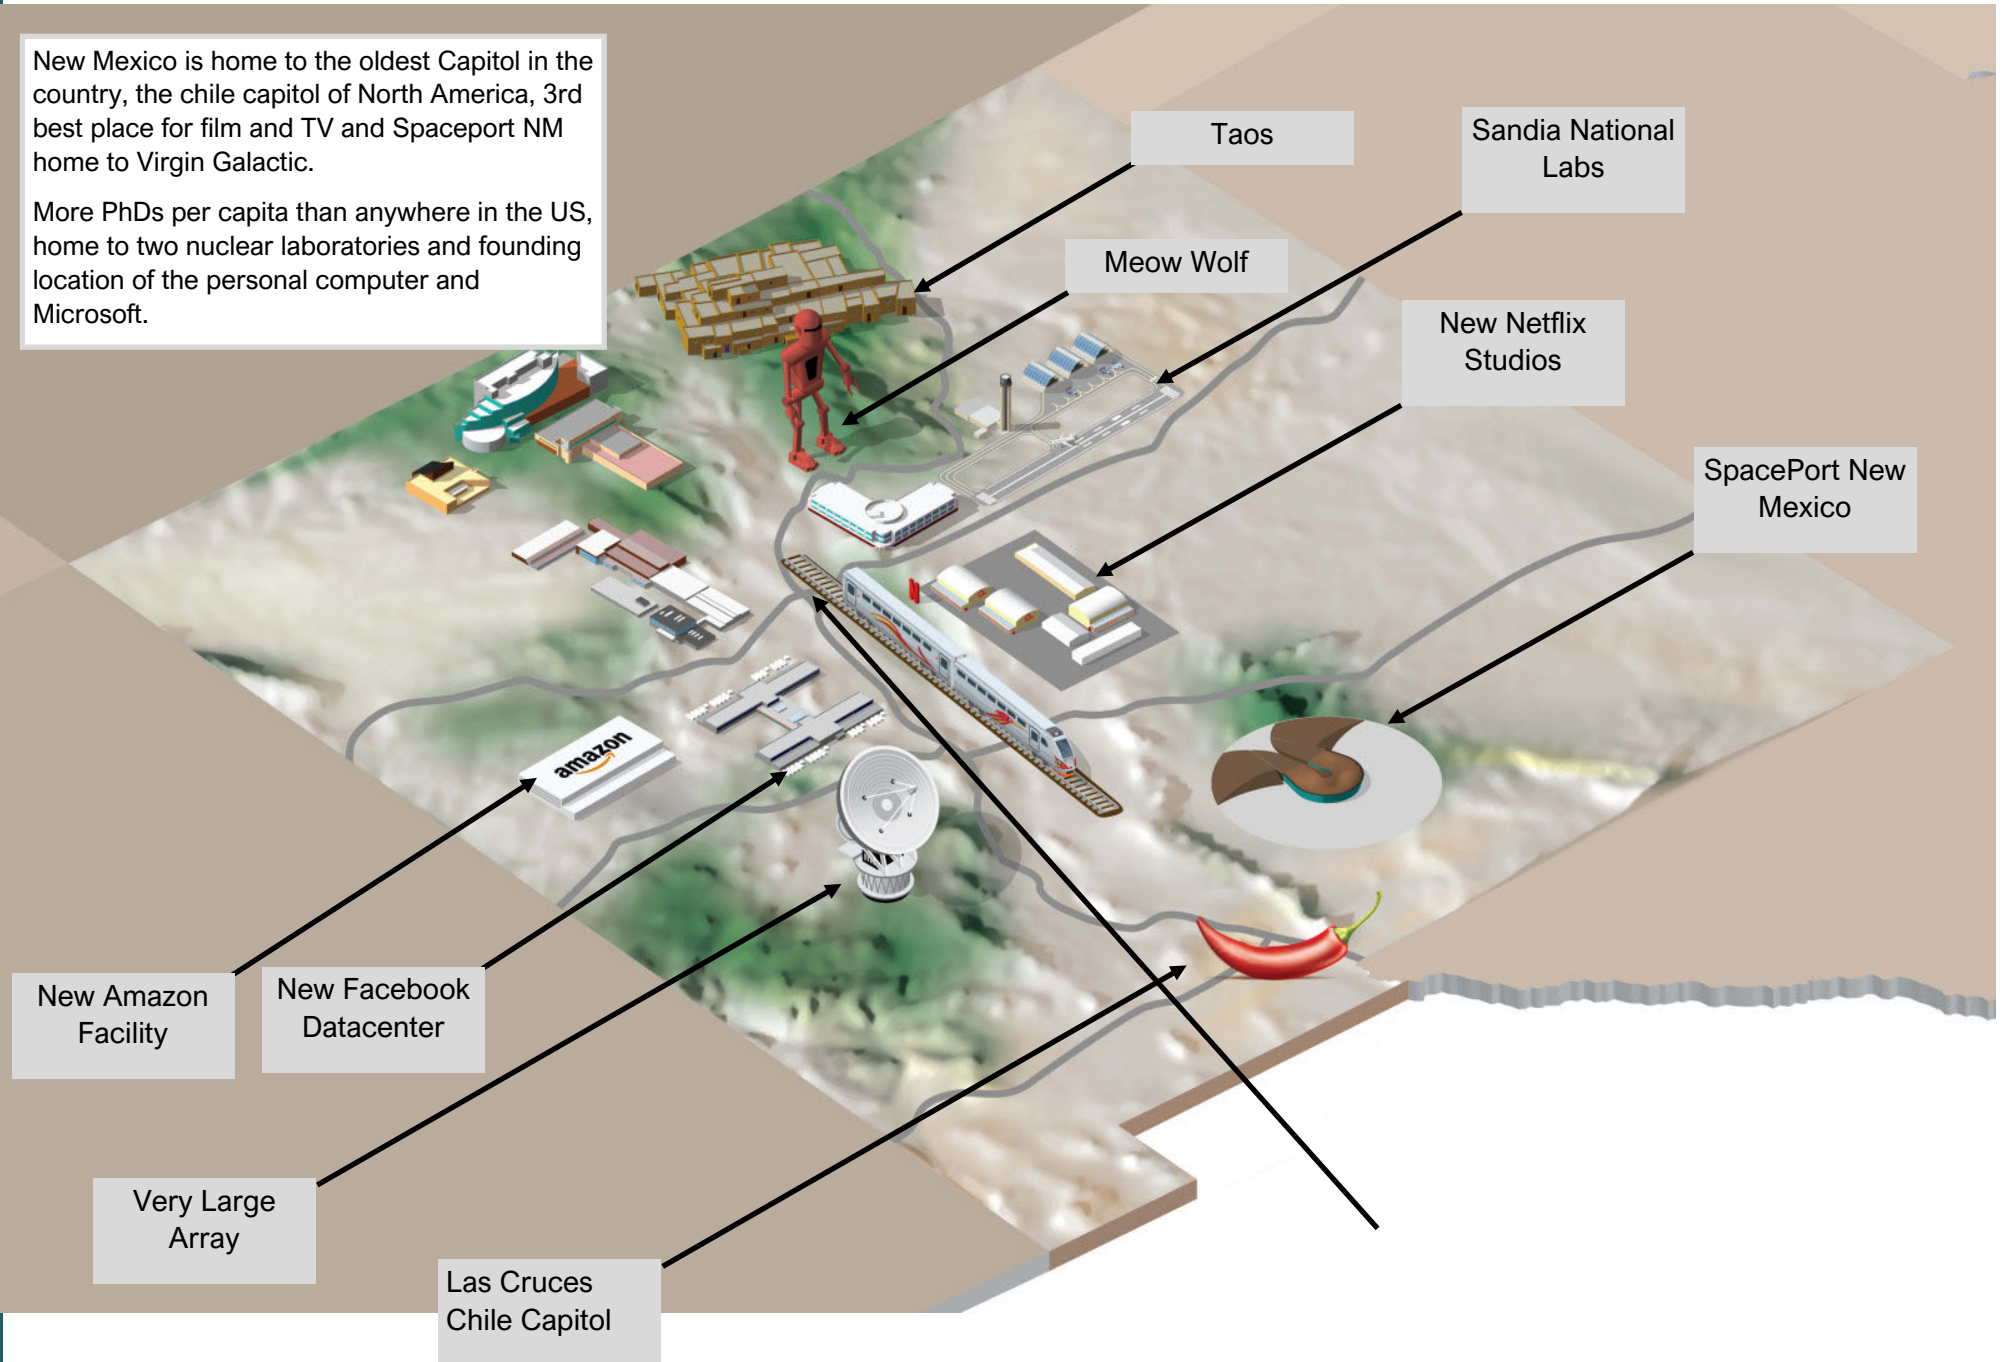 New Mexico is home to the oldest Capitol in the
country, the chile capitol of North America, 3rd
best place for film and TV and Spaceport NM
home to Virgin Galactic.
More PhDs per capita than anywhere in the US,
home to two nuclear laboratories and founding
location of the personal computer and
Microsoft.
Taos
Sandia National
Labs
Meow Wolf
New Netflix
Studios
SpacePort New
Mexico
N
amazon
New Amazon
Facility
New Facebook
Datacenter
Very Large
Array
Las Cruces
Chile Capitol